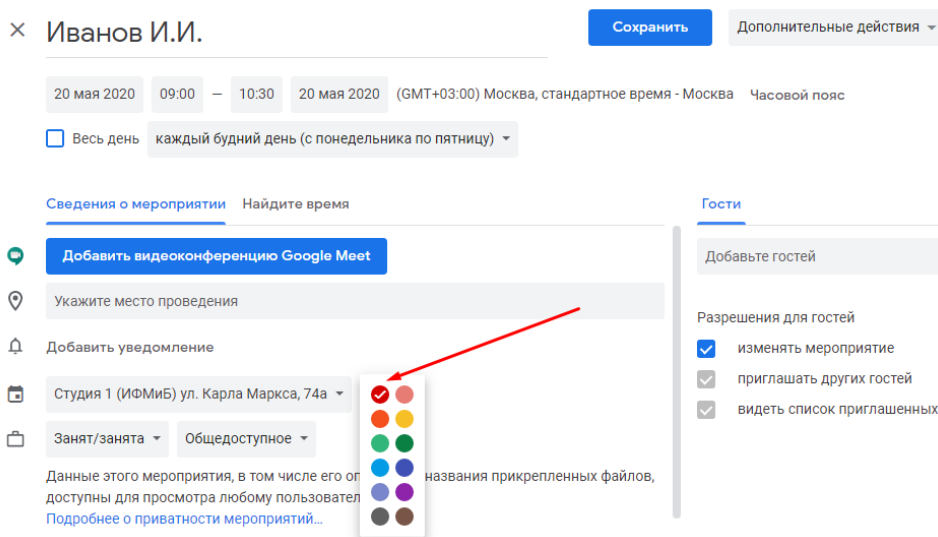 Иванов И.И.
Сохранить
Дополнительные действия
20 мая 2020 09:00 – 10:30 20 мая 2020 (GMT+03:00) Москва, стандартное время - Москва Часовой пояс
Весь день каждый будний день (с понедельника по пятницу)
Сведения о мероприятии Найдите время
Гости
Добавить видеоконференцию Google Meet
Добавьте гостей
Укажите место проведения
Разрешения для гостей
Добавить уведомление
изменять мероприятие
приглашать других гостей
Студия 1 (ИФМиБ) ул. Карла Маркса, 74а
видеть список приглашенных
Занят/занята Общедоступное
Данные этого мероприятия, в том числе его названия прикрепленных файлов,
доступны для просмотра любому
Подробнее о приватности мероприятий...